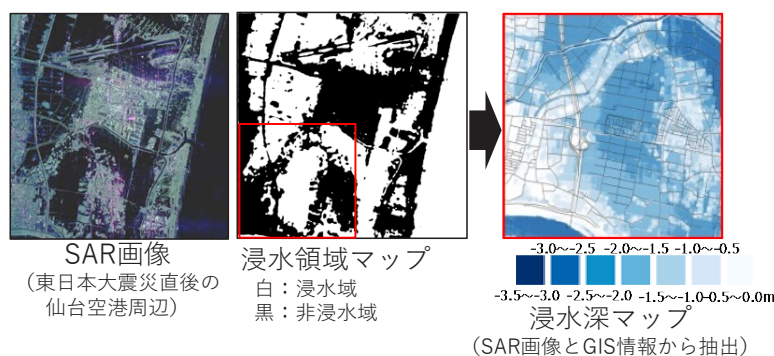 SAR画像
(東日本大震災直後の
仙台空港周辺)
浸水領域マップ
白：浸水域
黒：非浸水域
-3.0～-2.5 -2.0～-1.5 -1.0～-0.5
-3.5～-3.0 -2.5～-2.0 -1.5～-1.0 -0.5～0.0m
浸水深マップ
(SAR画像とGIS情報から抽出)